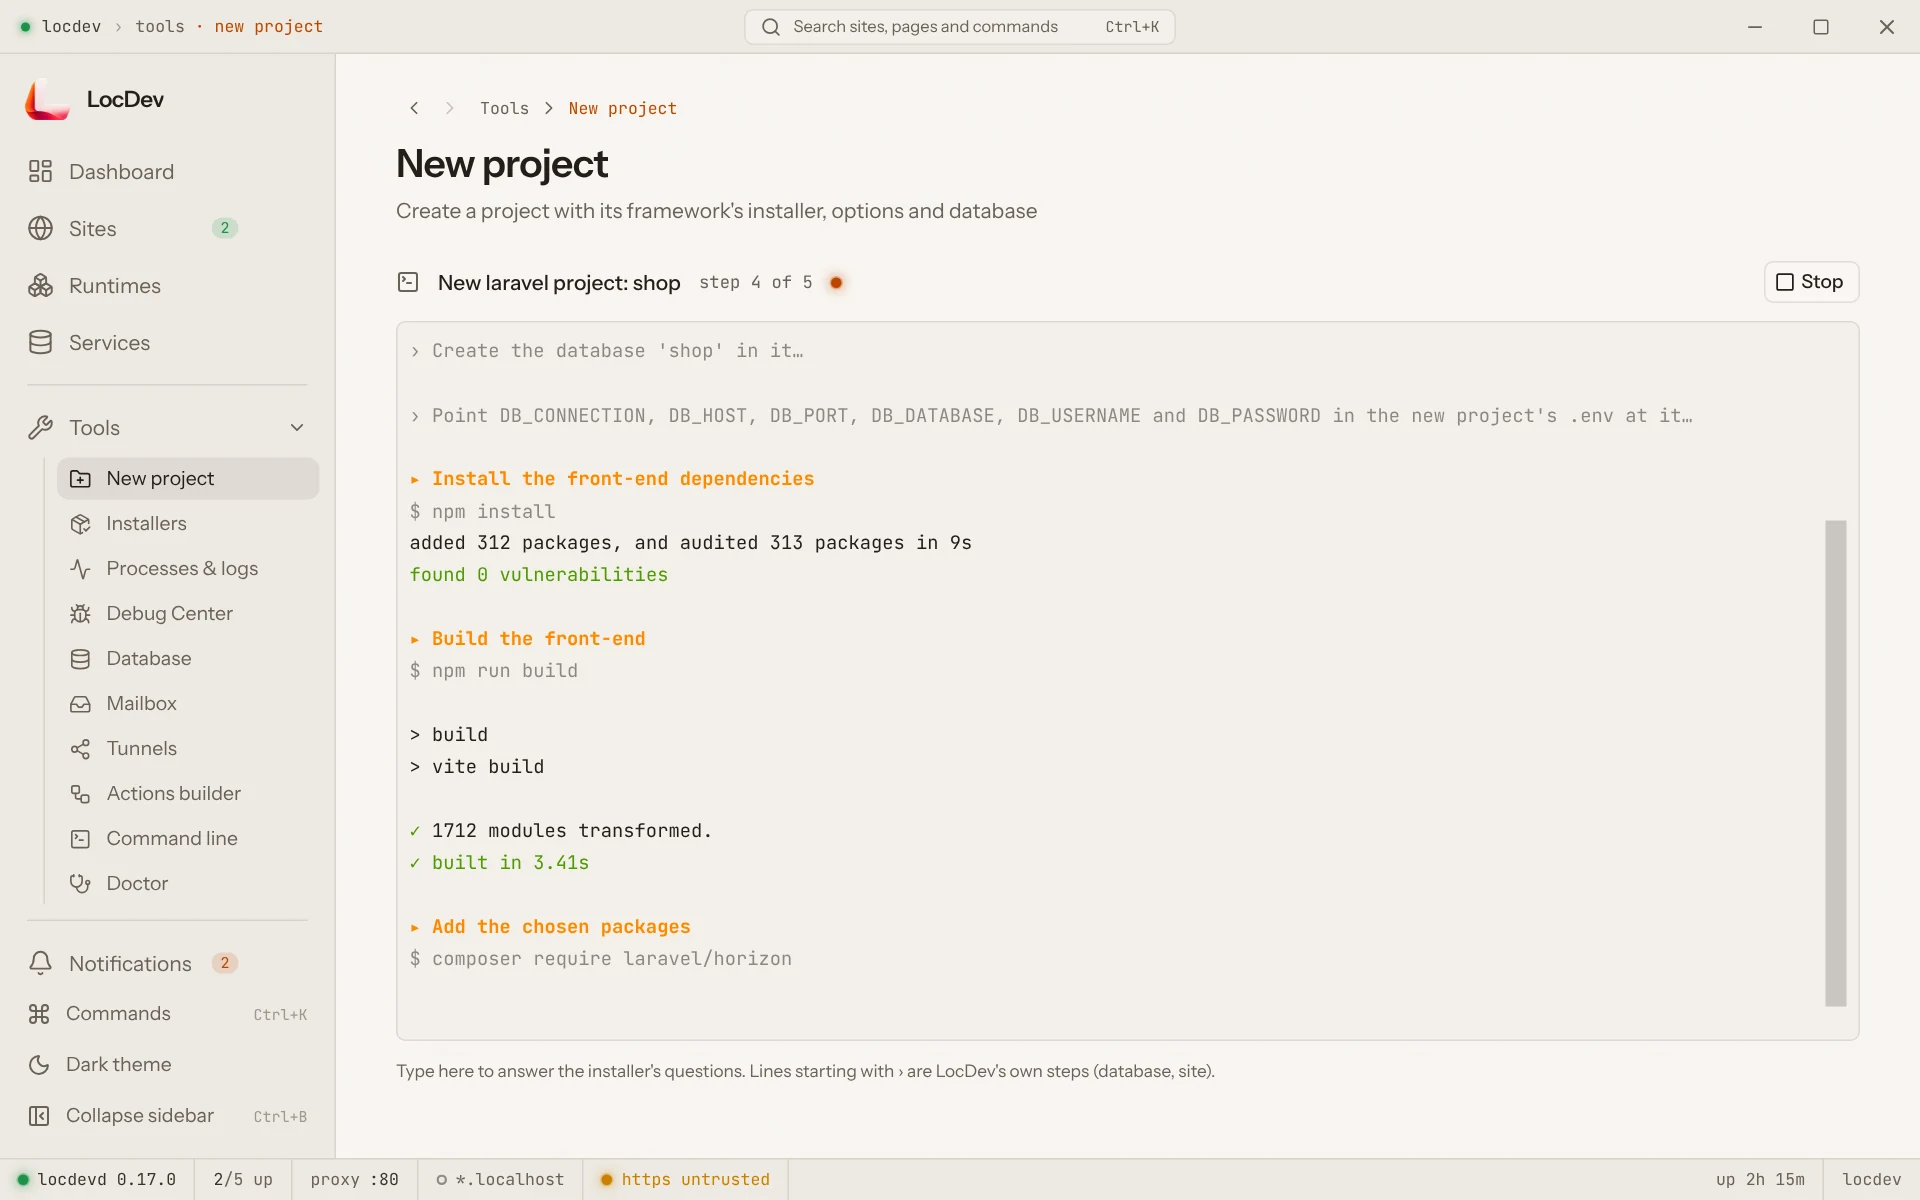 locdev › tools · new project
Search sites, pages and commands Ctrl+K
LocDev
Dashboard
Sites 2
Runtimes
Services
Tools
New project
Installers
Processes & logs
Debug Center
Database
Mailbox
Tunnels
Actions builder
Command line
Doctor
Notifications 2
Commands Ctrl+K
Dark theme
Collapse sidebar Ctrl+B
Tools > New project
New project
Create a project with its framework's installer, options and database
New laravel project: shop step 4 of 5
Stop
› Create the database 'shop' in it…
› Point DB_CONNECTION, DB_HOST, DB_PORT, DB_DATABASE, DB_USERNAME and DB_PASSWORD in the new project's .env at it…
▸ Install the front-end dependencies
$ npm install
added 312 packages, and audited 313 packages in 9s
found 0 vulnerabilities
▸ Build the front-end
$ npm run build
> build
> vite build
✓ 1712 modules transformed.
✓ built in 3.41s
▸ Add the chosen packages
$ composer require laravel/horizon
Type here to answer the installer's questions. Lines starting with › are LocDev's own steps (database, site).
locdevd 0.17.0
2/5 up
proxy :80
*.localhost
https untrusted
up 2h 15m
locdev